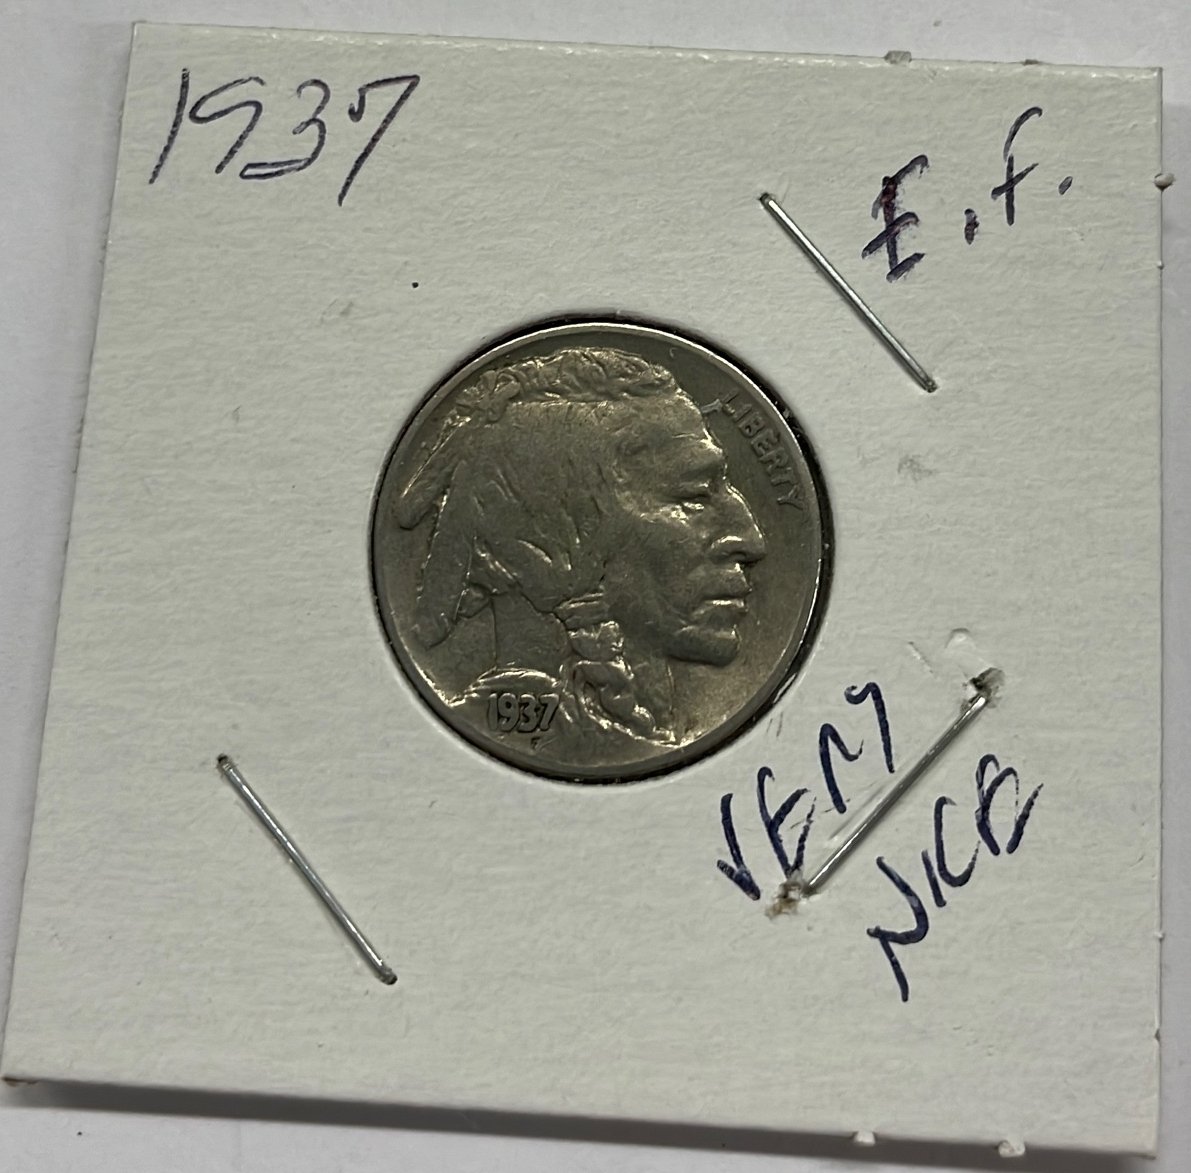 1937
E.f.
LIBERTY
1937
F
VERY
NICE